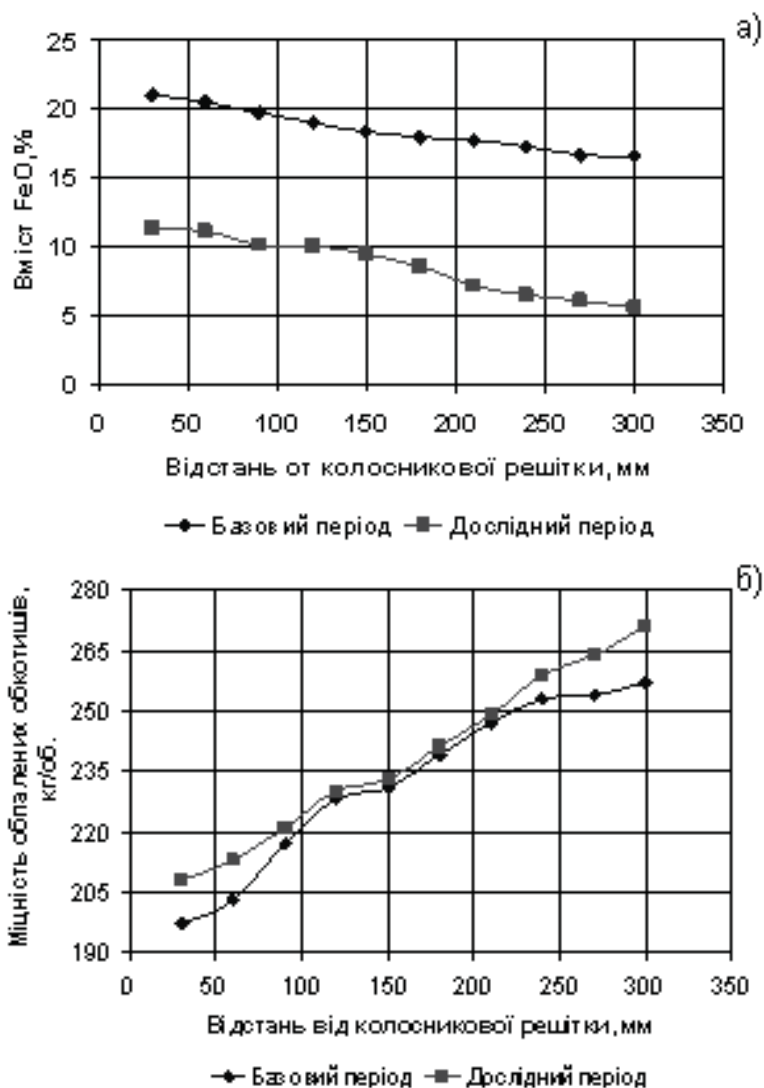 а)
25
20
15
10
5
0
Вміст FeO,%
0 50 100 150 200 250 300 350
Відстань от колосникової решітки, мм
Базовий період Дослідний період
б)
280
265
250
235
220
205
190
Міцність обпалених обкотишів,
кг/об.
0 50 100 150 200 250 300 350
Відстань від колосникової решітки, мм
Базовий період Дослідний період